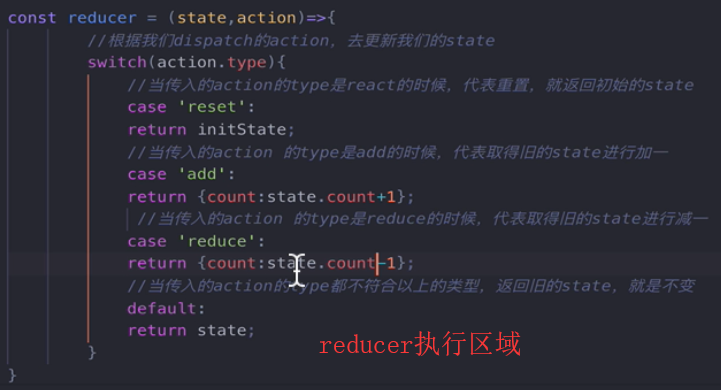 const reducer = (state,action)=>{
//根据我们dispatch的action，去更新我们的state
switch(action.type){
//当传入的action的type是react的时候，代表重置，就返回初始的state
case 'reset':
return initState;
//当传入的action 的type是add的时候，代表取得旧的state进行加一
case 'add':
return {count:state.count+1};
//当传入的action 的type是reduce的时候，代表取得旧的state进行减一
case 'reduce':
return {count:state.count-1};
//当传入的action的type都不符合以上的类型，返回旧的state，就是不变
default:
return state;
}
reducer执行区域
}